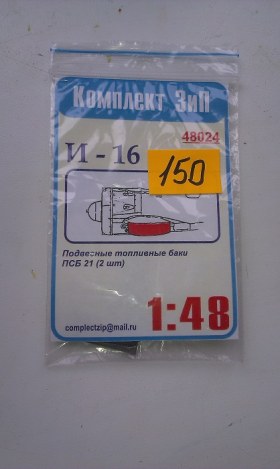 Комплект ЗиП
48024
И - 16
150
Подвесные топливные баки
ПСБ 21 (2 шт)
1:48
complectzip@mail.ru